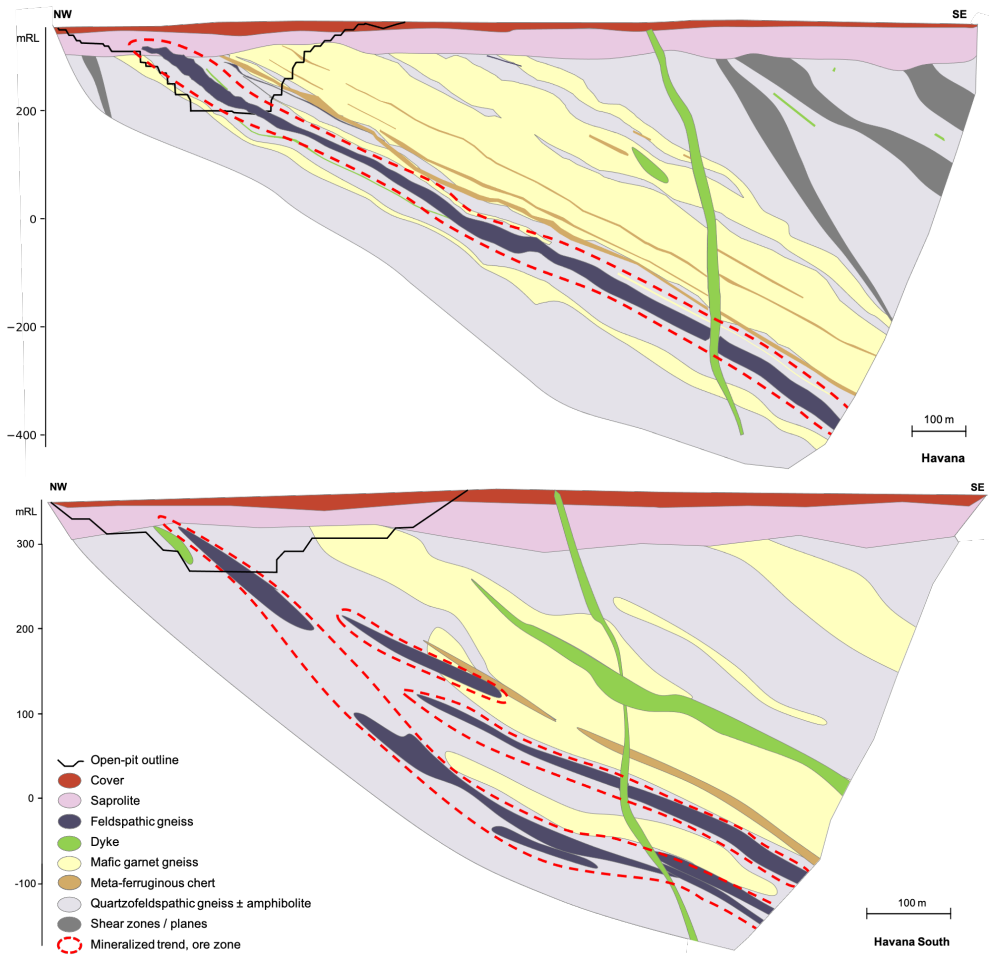 NW
SE
mRL
200
0
−200
−400
100 m
Havana
NW
SE
mRL
300
200
100
0
-100
Open-pit outline
Cover
Saprolite
Feldspathic gneiss
Dyke
Mafic garnet gneiss
Meta-ferruginous chert
Quartzofeldspathic gneiss ± amphibolite
Shear zones / planes
Mineralized trend, ore zone
100 m
Havana South